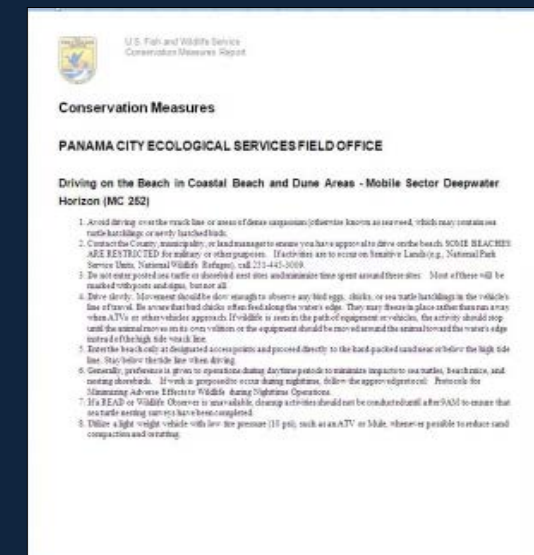 U.S. Fish and Wildlife Service
Conservation Measures Report
Conservation Measures
PANAMA CITY ECOLOGICAL SERVICES FIELD OFFICE
Driving on the Beach in Coastal Beach and Dune Areas - Mobile Sector Deepwater
Horizon (MC 252)
1. Avoid driving over the wrack line or areas of dense sargassum (otherwise known as seaweed, which may contain sea
turtle hatchlings or newly hatched birds.
2. Contact the County, municipality, or land manager to ensure you have approval to drive on the beach. SOME BEACHES
ARE RESTRICTED for military or other purposes. If activities are to occur on Sensitive Lands (e.g., National Park
Service Units, National Wildlife Refuges), call 251-445-3009.
3. Do not enter posted sea turtle or shorebird nest sites and minimize time spent around these sites. Most of these will be
marked with posts and signs, but not all.
4. Drive slowly. Movement should be slow enough to observe any bird eggs, chicks, or sea turtle hatchlings in the vehicle's
line of travel. Be aware that bird chicks often feed along the water's edge. They may freeze in place rather than run away
when ATVs or other vehicles approach. If wildlife is seen in the path of equipment or vehicles, the activity should stop
until the animal moves on its own volition or the equipment should be moved around the animal toward the water's edge
instead of the high tide wrack line.
5. Enter the beach only at designated access points and proceed directly to the hard-packed sand near or below the high tide
line. Stay below the tide line when driving.
6. Generally, preference is given to operations during daytime periods to minimize impacts to sea turtles, beach mice, and
nesting shorebirds. If work is proposed to occur during nighttime, follow the approved protocol: Protocols for
Minimizing Adverse Effects to Wildlife during Nighttime Operations.
7. If a READ or Wildlife Observer is unavailable, cleanup activities should not be conducted until after 9AM to ensure that
sea turtle nesting surveys have been completed.
8. Utilize a light weight vehicle with low tire pressure (10 psi), such as an ATV or Mule, whenever possible to reduce sand
compaction and